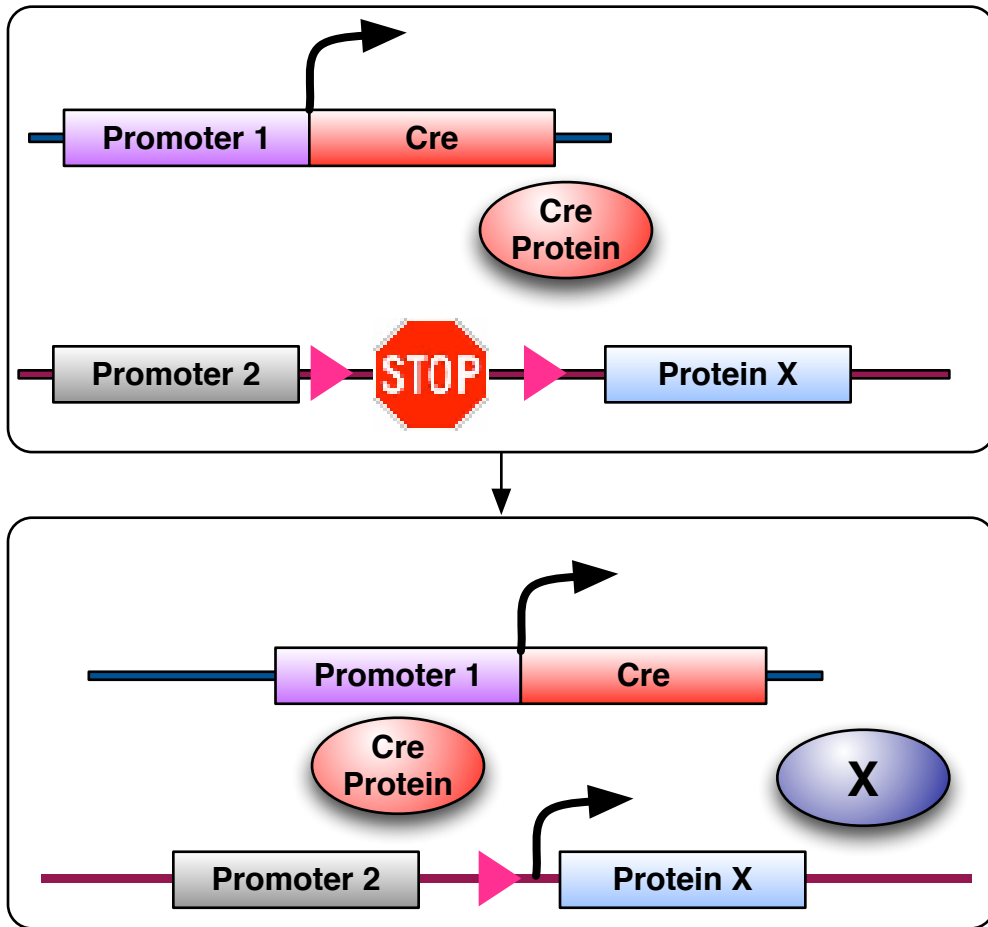 Promoter 1 Cre
Cre
Protein
Promoter 2 STOP Protein X
Promoter 1 Cre
Cre
Protein
X
Promoter 2 Protein X